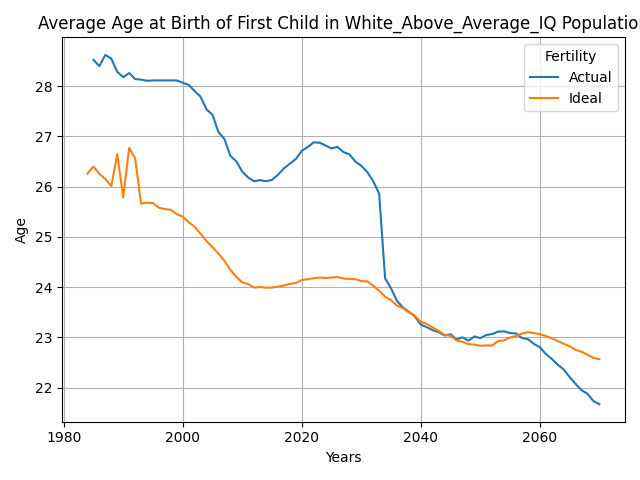 Average Age at Birth of First Child in White_Above_Average_IQ Population
Fertility
Actual
Ideal
28
27
26
25
24
23
22
Age
1980
2000
2020
2040
2060
Years